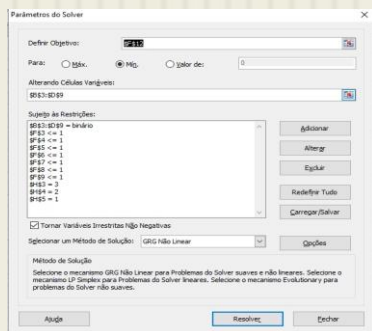 Parâmetros do Solver
Definir Objetivo:
$F$12
Para:
Máx.
Mín.
Valor de:
0
Alterando Células Variáveis:
$B$3:$D$9
Sujeito às Restrições:
$B$3:$D$9 = binário
$F$3 <= 1
$F$4 <= 1
$F$5 <= 1
$F$6 <= 1
$F$7 <= 1
$F$8 <= 1
$F$9 <= 1
$H$3 = 3
$H$4 = 2
$H$5 = 1
Adicionar
Alterar
Excluir
Redefinir Tudo
Carregar/Salvar
Tornar Variáveis Irrestritas Não Negativas
Selecionar um Método de Solução:
GRG Não Linear
Opções
Método de Solução
Selecione o mecanismo GRG Não Linear para Problemas do Solver suaves e não lineares. Selecione o
mecanismo LP Simplex para Problemas do Solver lineares. Selecione o mecanismo Evolutionary para
problemas do Solver não suaves.
Ajuda
Resolver
Fechar